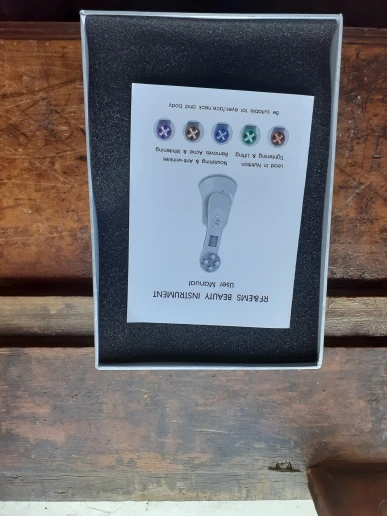 RF&EMS BEAUTY INSTRUMENT
User Manual
Lead in Nutrition Nourishing & Anti-wrinkles
Tightening & Lifting Removes Acne & Whitening
Be suitable for eyes,face,neck and body